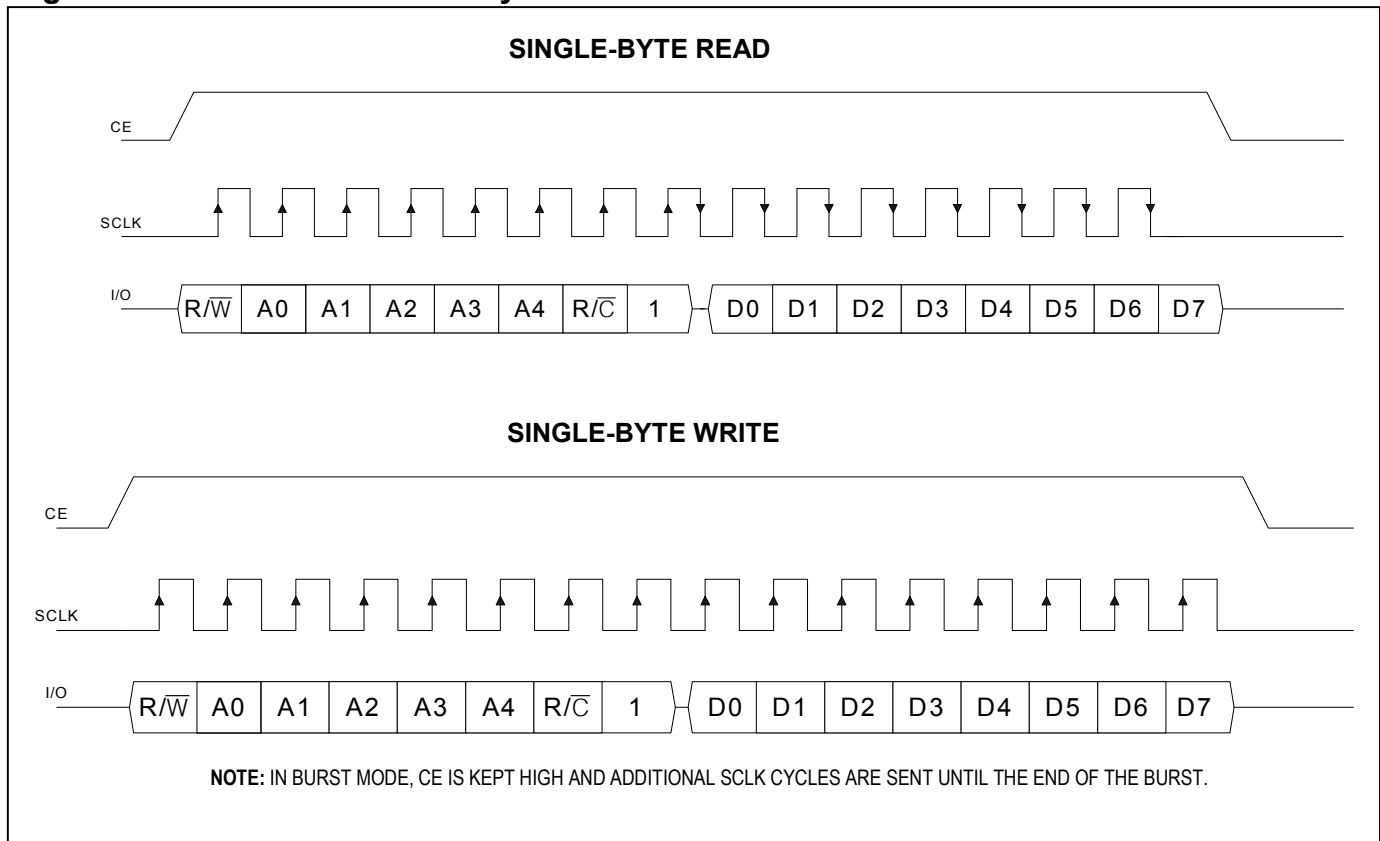 SINGLE-BYTE READ
CE
SCLK
I/O R/W̅ A0 A1 A2 A3 A4 R/C̅ 1 D0 D1 D2 D3 D4 D5 D6 D7
SINGLE-BYTE WRITE
CE
SCLK
I/O R/W̅ A0 A1 A2 A3 A4 R/C̅ 1 D0 D1 D2 D3 D4 D5 D6 D7
NOTE: IN BURST MODE, CE IS KEPT HIGH AND ADDITIONAL SCLK CYCLES ARE SENT UNTIL THE END OF THE BURST.